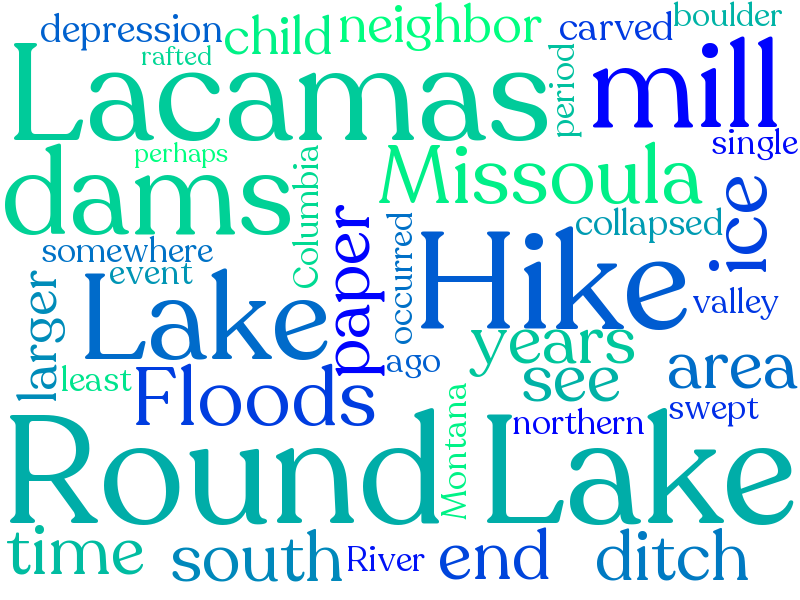 depression
child
neighbor
carved
boulder
rafted
Lacamas
period
mill
single
perhaps
dams
Columbia
Missoula
ice
collapsed
somewhere
event
paper
occurred
Hike
valley
larger
Lake
years
ago
least
Floods
see
area
swept
northern
Montana
Round Lake
time
south
River
end
ditch